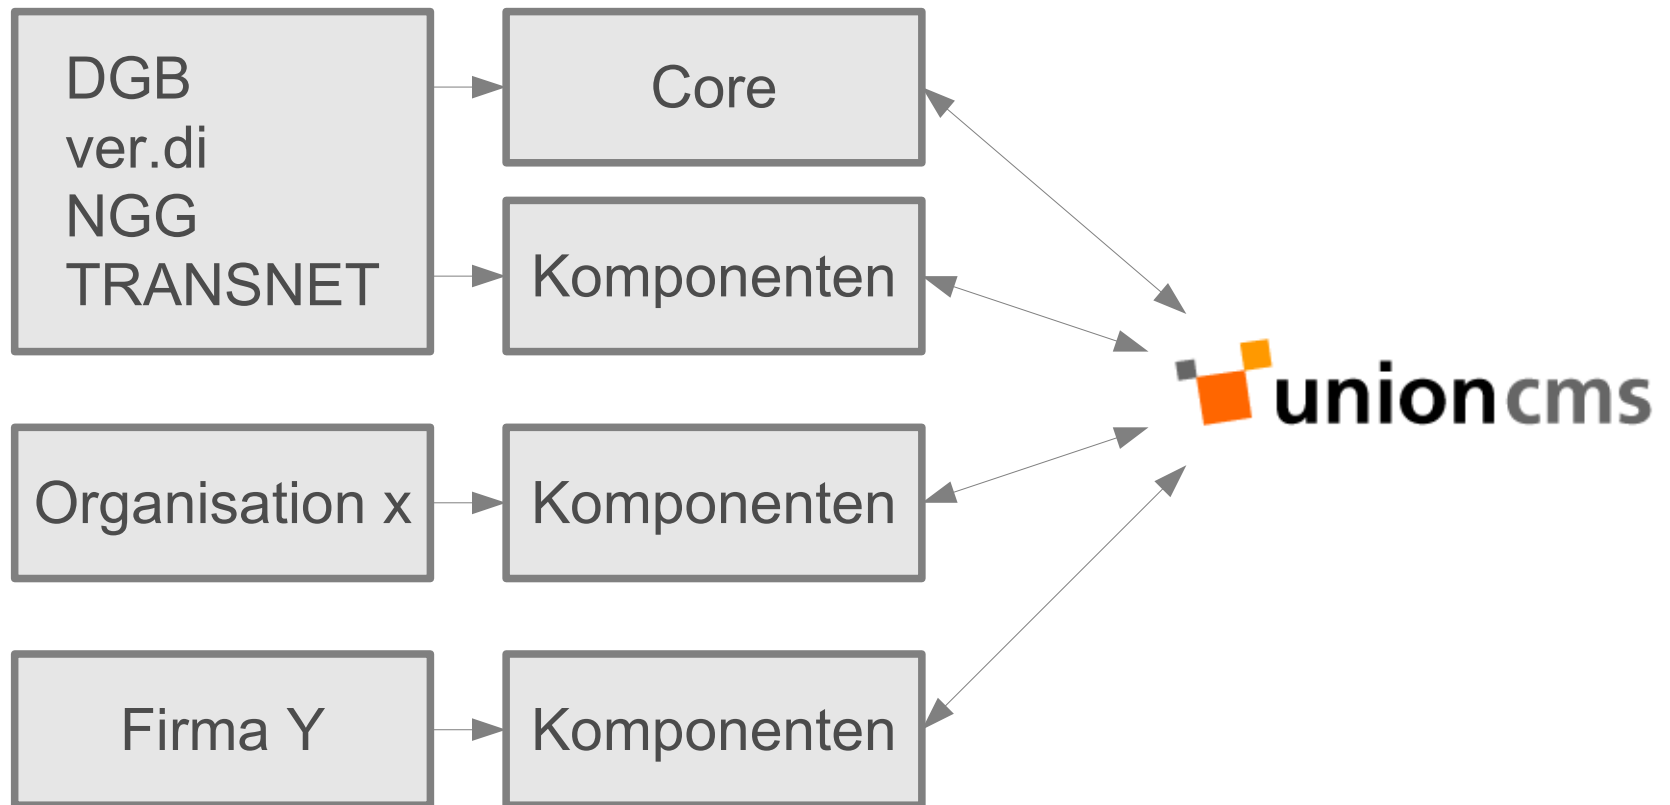 DGB
ver.di
NGG
TRANSNET
Core
Komponenten
unioncms
Organisation x
Komponenten
Firma Y
Komponenten